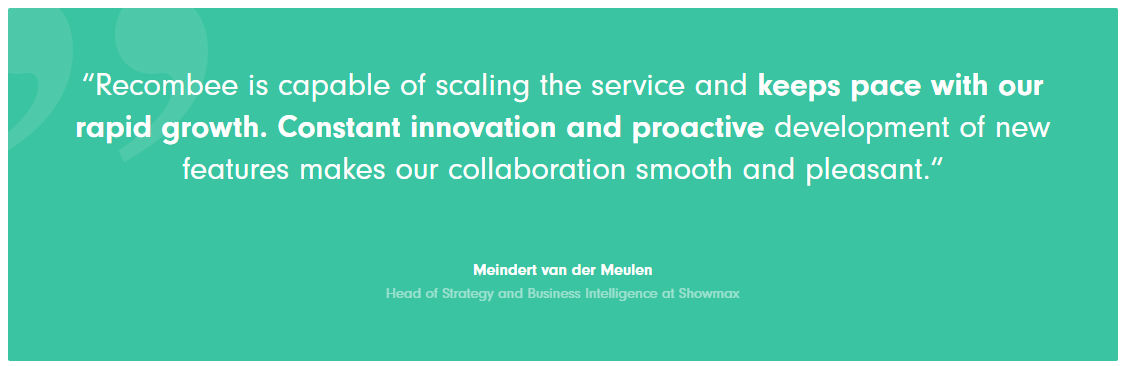 “Recombee is capable of scaling the service and keeps pace with our
rapid growth. Constant innovation and proactive development of new
features makes our collaboration smooth and pleasant.“
Meindert van der Meulen
Head of Strategy and Business Intelligence at Showmax